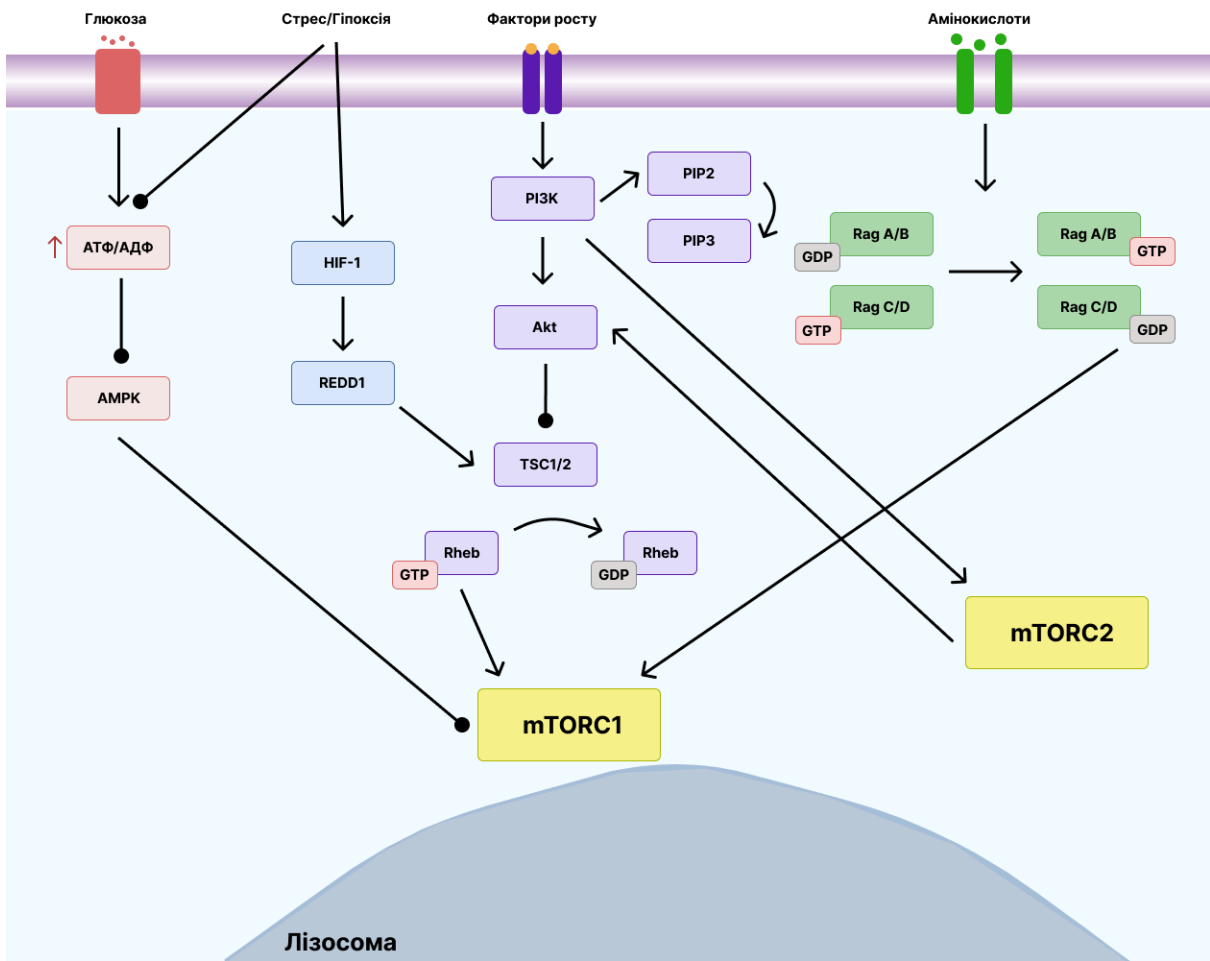 Глюкоза
Стрес/Гіпоксія
Фактори росту
Амінокислоти
PI3K
PIP2
PIP3
АТФ/АДФ
HIF-1
Rag A/B
GDP
Rag C/D
GTP
Rag A/B
GTP
Rag C/D
GDP
Akt
AMPK
REDD1
TSC1/2
Rheb
GTP
Rheb
GDP
mTORC2
mTORC1
Лізосома